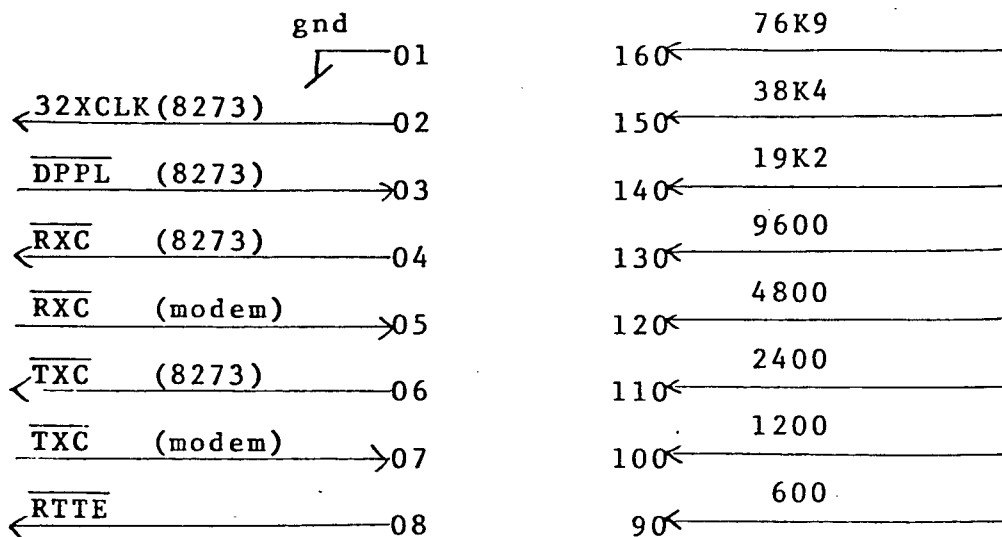 gnd 76K9
01 160
32XCLK (8273) 02 150 38K4
DPPL (8273) 03 140 19K2
RXC (8273) 04 130 9600
RXC (modem) 05 120 4800
TXC (8273) 06 110 2400
TXC (modem) 07 100 1200
RTTE 08 90 600